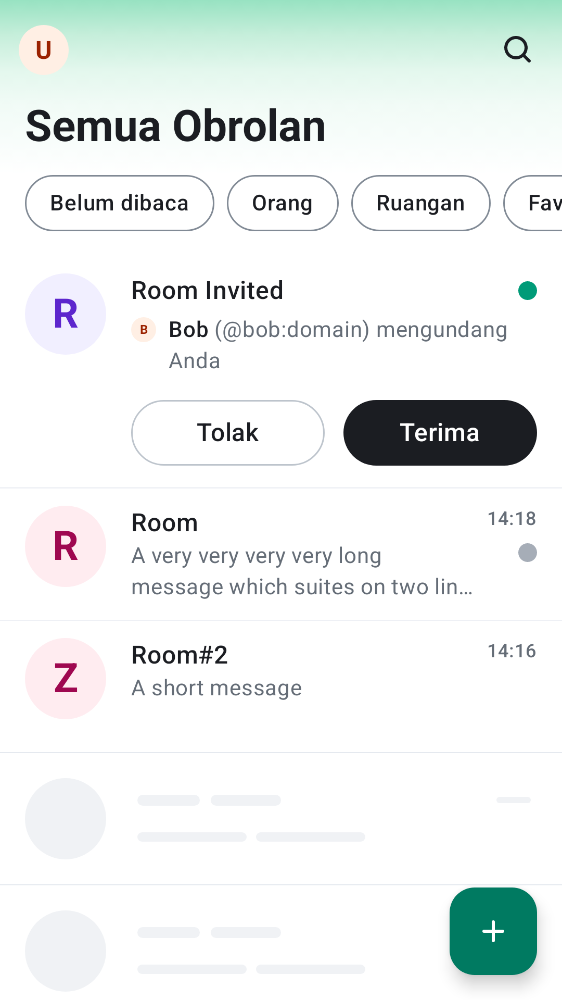 U
Semua Obrolan
Belum dibaca
Orang
Ruangan
Fav
R
Room Invited
B
Bob (@bob:domain) mengundang
Anda
Tolak
Terima
R
Room
14:18
A very very very very long
message which suites on two lin…
Z
Room#2
14:16
A short message